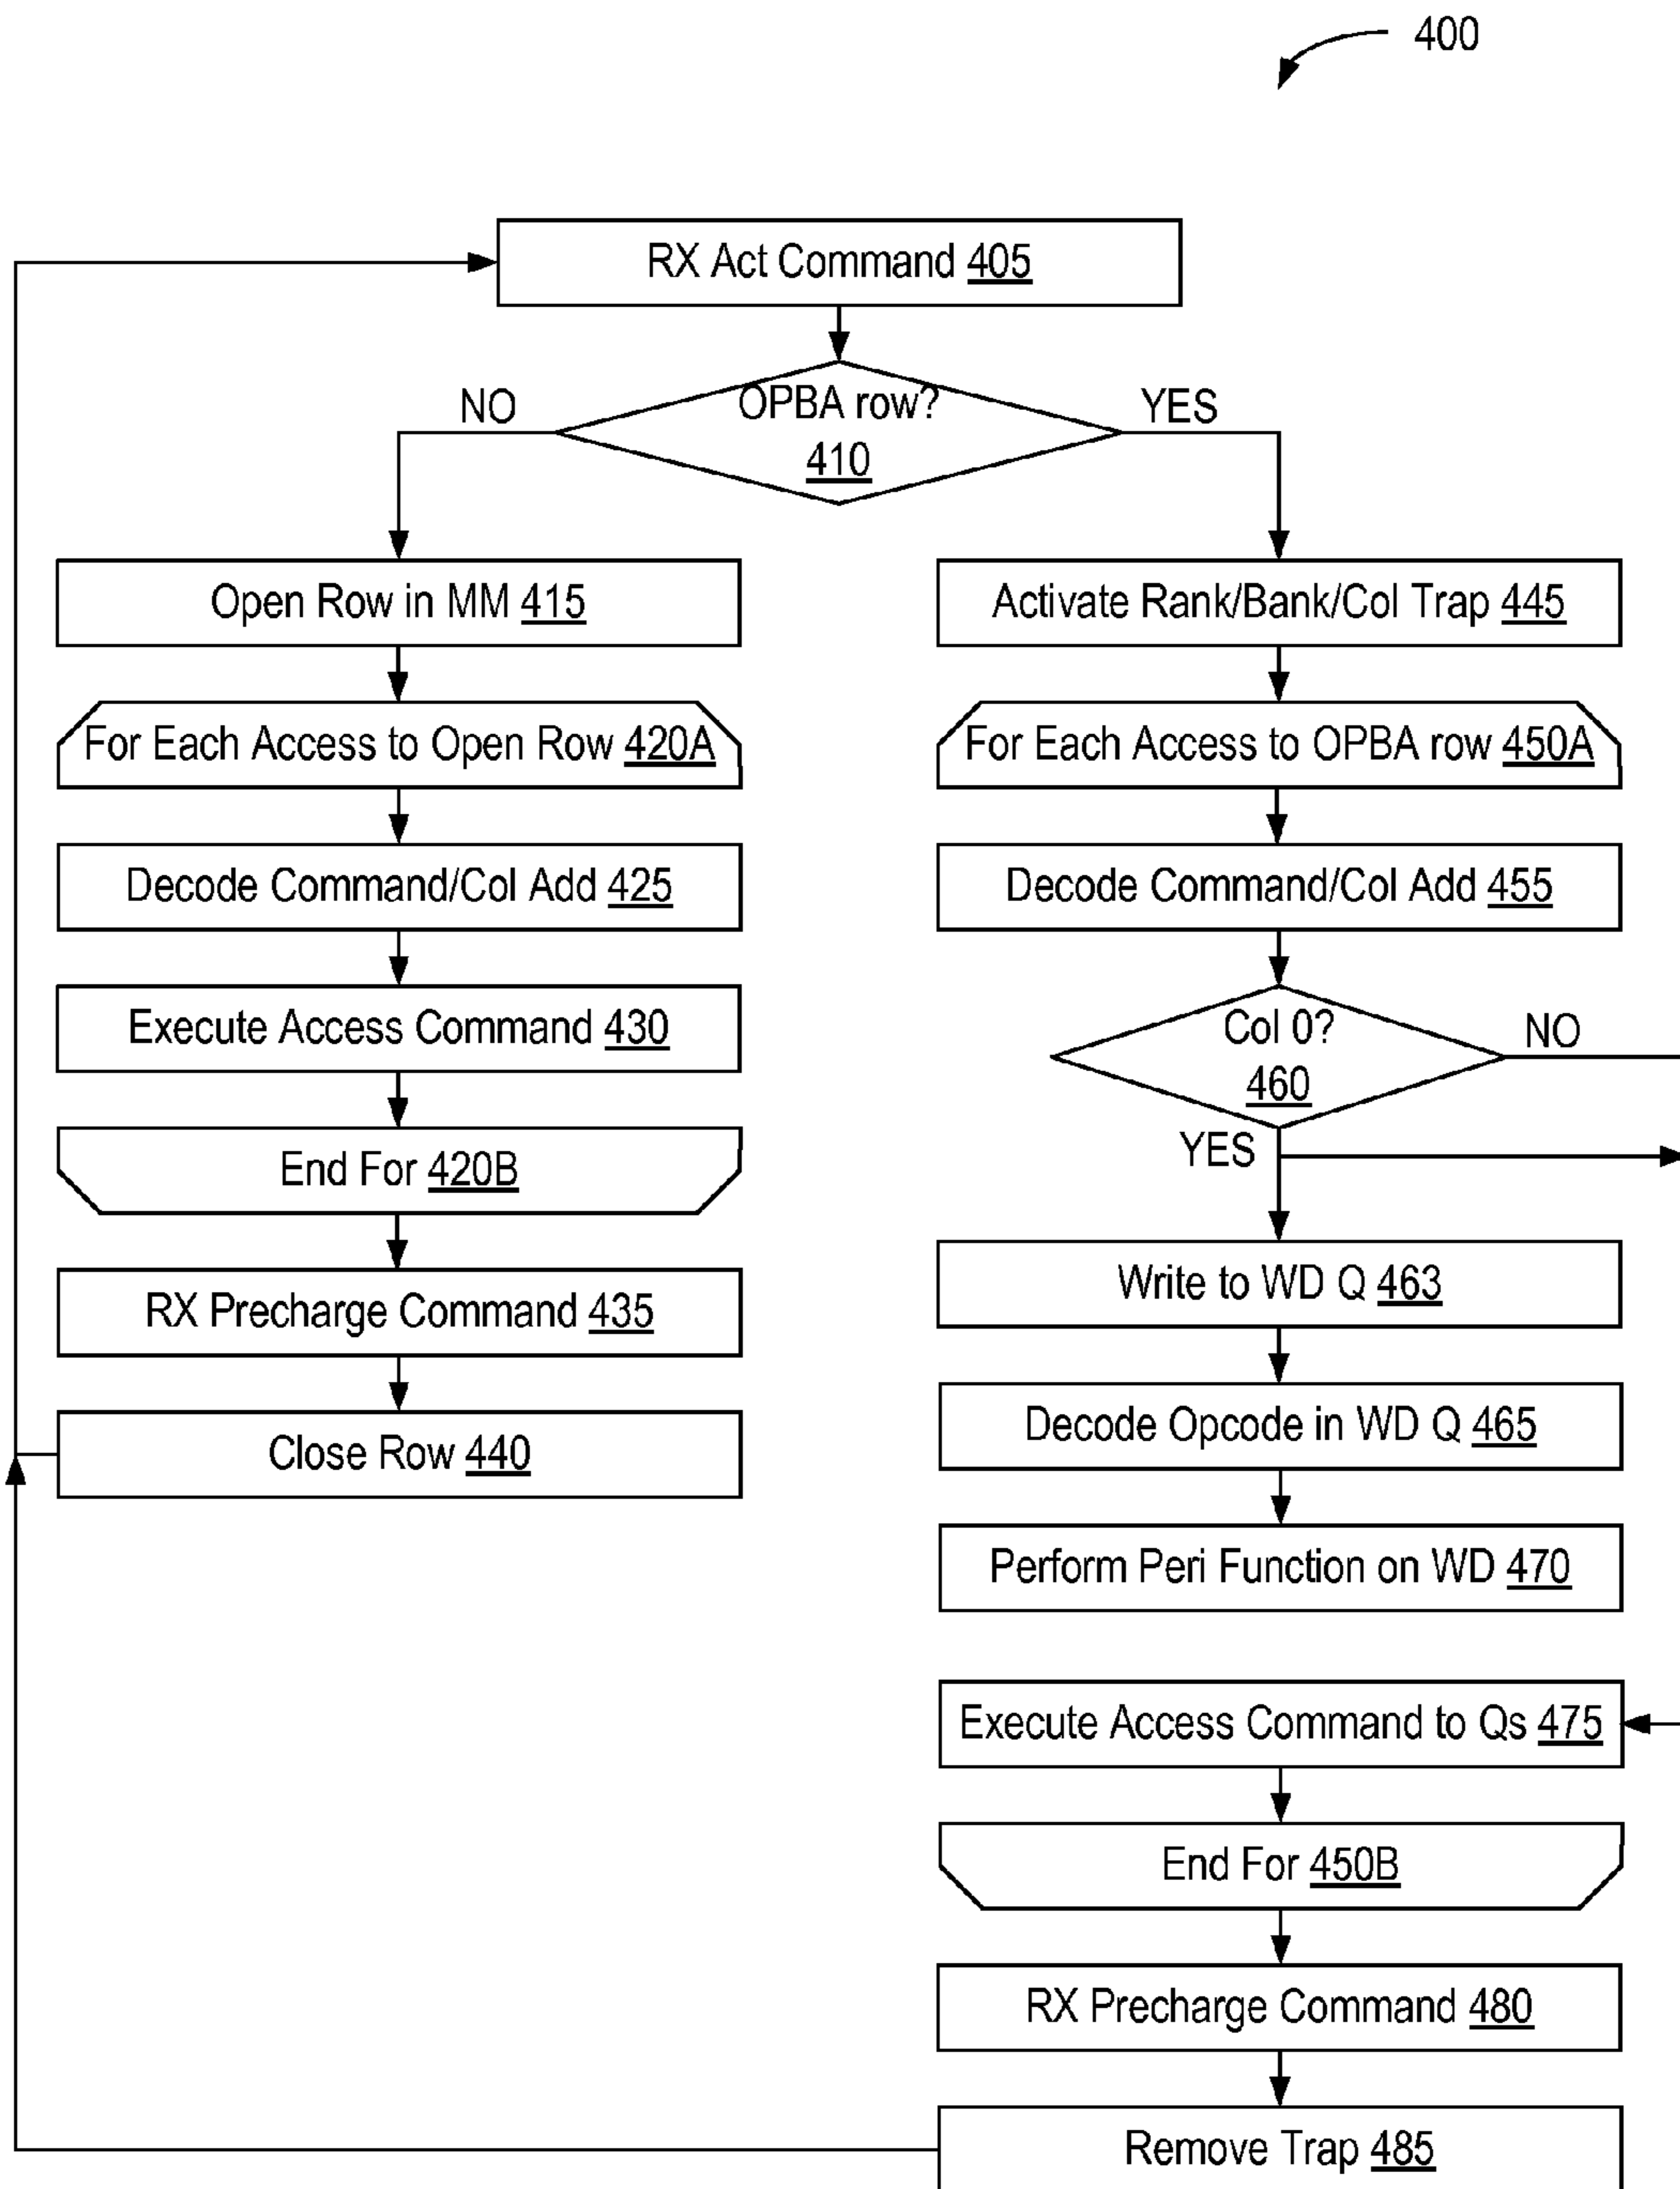 400
RX Act Command 405
OPBA row?
410
NO
YES
Open Row in MM 415
For Each Access to Open Row 420A
Decode Command/Col Add 425
Execute Access Command 430
End For 420B
RX Precharge Command 435
Close Row 440
Activate Rank/Bank/Col Trap 445
For Each Access to OPBA row 450A
Decode Command/Col Add 455
Col 0?
460
NO
YES
Write to WD Q 463
Decode Opcode in WD Q 465
Perform Peri Function on WD 470
Execute Access Command to Qs 475
End For 450B
RX Precharge Command 480
Remove Trap 485